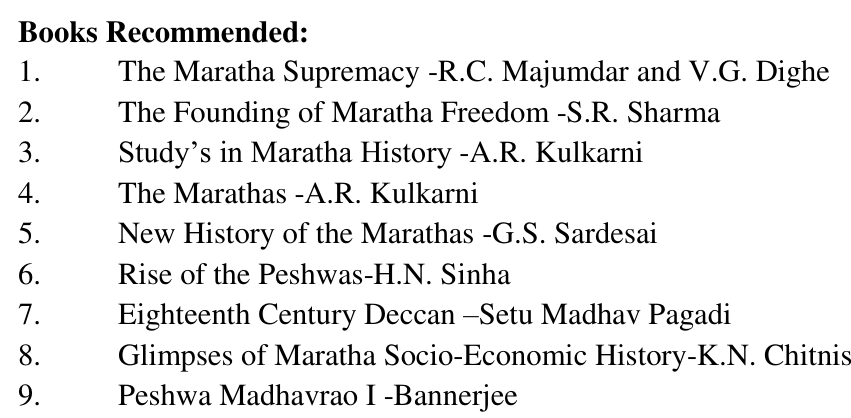 Books Recommended:
1. The Maratha Supremacy -R.C. Majumdar and V.G. Dighe
2. The Founding of Maratha Freedom -S.R. Sharma
3. Study's in Maratha History -A.R. Kulkarni
4. The Marathas -A.R. Kulkarni
5. New History of the Marathas -G.S. Sardesai
6. Rise of the Peshwas-H.N. Sinha
7. Eighteenth Century Deccan –Setu Madhav Pagadi
8. Glimpses of Maratha Socio-Economic History-K.N. Chitnis
9. Peshwa Madhavrao I -Bannerjee